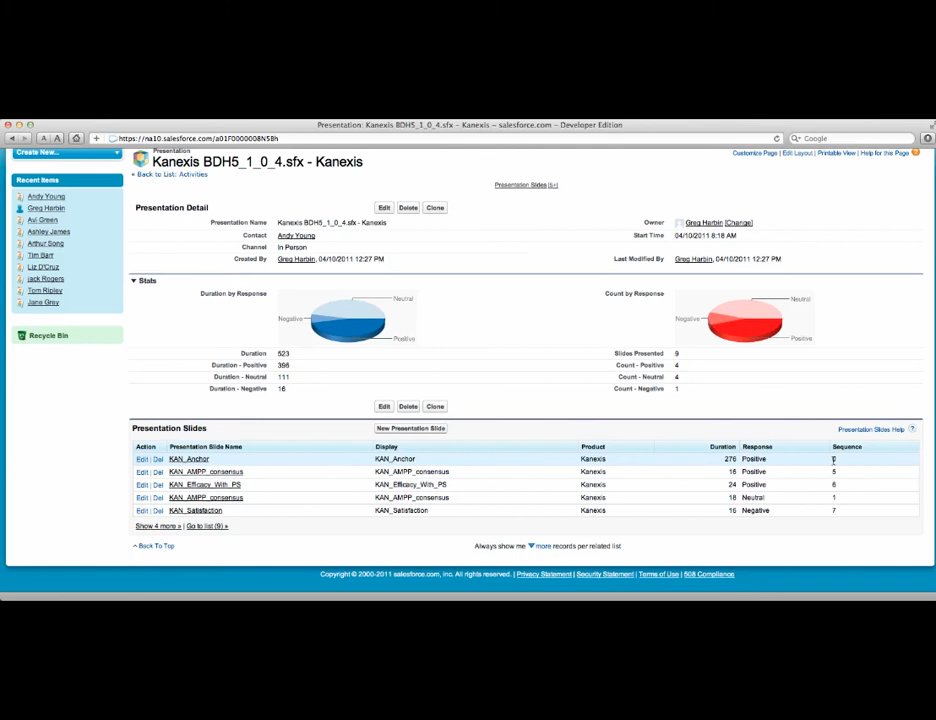 Presentation: Kanexis BDH5_1_0_4.sfx – Kanexis – salesforce.com – Developer Edition
A A + https://na10.salesforce.com/a01F0000008N5Bh Google
Create New...
Presentation
Kanexis BDH5_1_0_4.sfx - Kanexis
Customize Page | Edit Layout | Printable View | Help for this Page ?
« Back to List: Activities
Recent Items
Presentation Slides [5+]
Andy Young
Greg Harbin
Avi Green
Ashley James
Arthur Song
Tim Barr
Liz D'Cruz
jack Rogers
Tom Ripley
Jane Grey
Recycle Bin
Presentation Detail Edit Delete Clone
Presentation Name Kanexis BDH5_1_0_4.sfx - Kanexis Owner Greg Harbin [Change]
Contact Andy Young Start Time 04/10/2011 8:18 AM
Channel In Person
Created By Greg Harbin, 04/10/2011 12:27 PM Last Modified By Greg Harbin, 04/10/2011 12:27 PM
Stats
Duration by Response Neutral Negative Positive
Count by Response Neutral Negative Positive
Duration 523 Slides Presented 9
Duration - Positive 396 Count - Positive 4
Duration - Neutral 111 Count - Neutral 4
Duration - Negative 16 Count - Negative 1
Edit Delete Clone
Presentation Slides New Presentation Slide Presentation Slides Help ?
Action Presentation Slide Name Display Product Duration Response Sequence
Edit | Del KAN_Anchor KAN_Anchor Kanexis 276 Positive
Edit | Del KAN_AMPP_consensus KAN_AMPP_consensus Kanexis 16 Positive 5
Edit | Del KAN_Efficacy_With_PS KAN_Efficacy_With_PS Kanexis 24 Positive 6
Edit | Del KAN_AMPP_consensus KAN_AMPP_consensus Kanexis 18 Neutral 1
Edit | Del KAN_Satisfaction KAN_Satisfaction Kanexis 16 Negative 7
Show 4 more » | Go to list (9) »
^ Back To Top Always show me more records per related list
Copyright © 2000-2011 salesforce.com, inc. All rights reserved. | Privacy Statement | Security Statement | Terms of Use | 508 Compliance